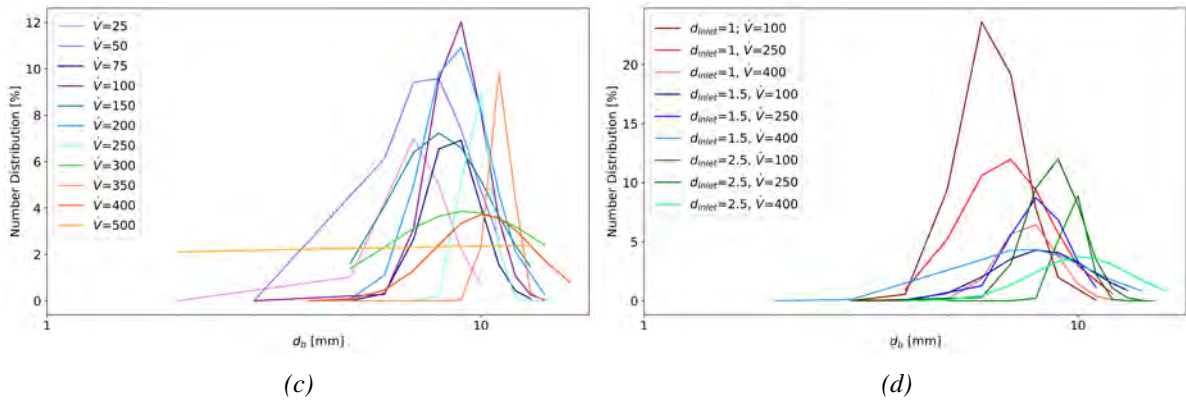 12
10
8
6
4
2
0
Number Distribution [%]
V̇=25
V̇=50
V̇=75
V̇=100
V̇=150
V̇=200
V̇=250
V̇=300
V̇=350
V̇=400
V̇=500
1
10
d_b [mm]
(c)
20
15
10
5
0
Number Distribution [%]
d_inlet=1; V̇=100
d_inlet=1, V̇=250
d_inlet=1, V̇=400
d_inlet=1.5, V̇=100
d_inlet=1.5, V̇=250
d_inlet=1.5, V̇=400
d_inlet=2.5, V̇=100
d_inlet=2.5, V̇=250
d_inlet=2.5, V̇=400
1
10
d_b [mm]
(d)